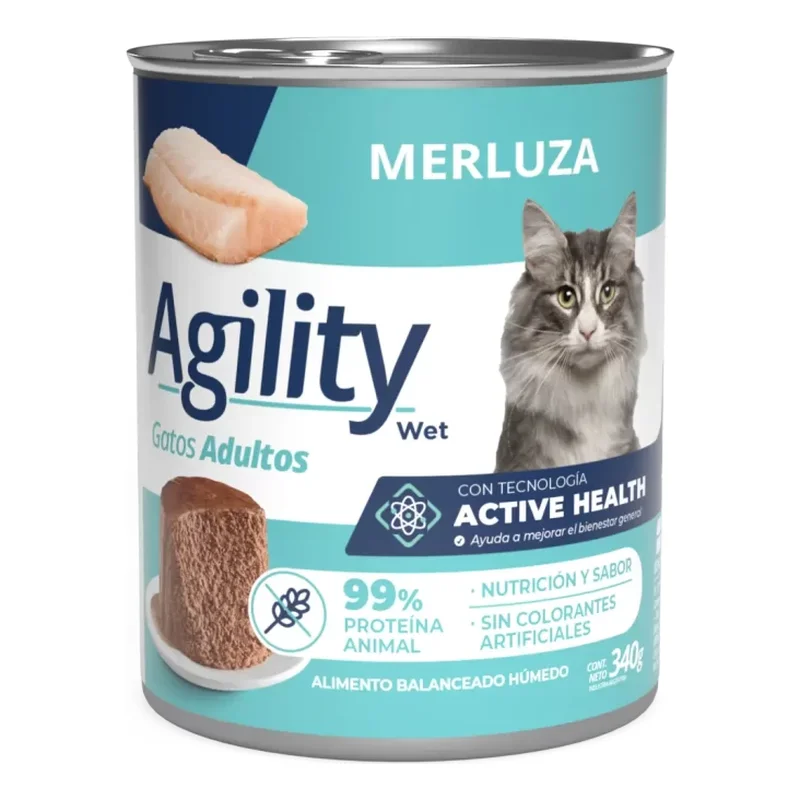 MERLUZA
Agility
Wet
Gatos Adultos
CON TECNOLOGÍA
ACTIVE HEALTH
Ayuda a mejorar el bienestar general
99%
PROTEÍNA
ANIMAL
· NUTRICIÓN Y SABOR
· SIN COLORANTES
ARTIFICIALES
ALIMENTO BALANCEADO HÚMEDO
CONT.
NETO 340g